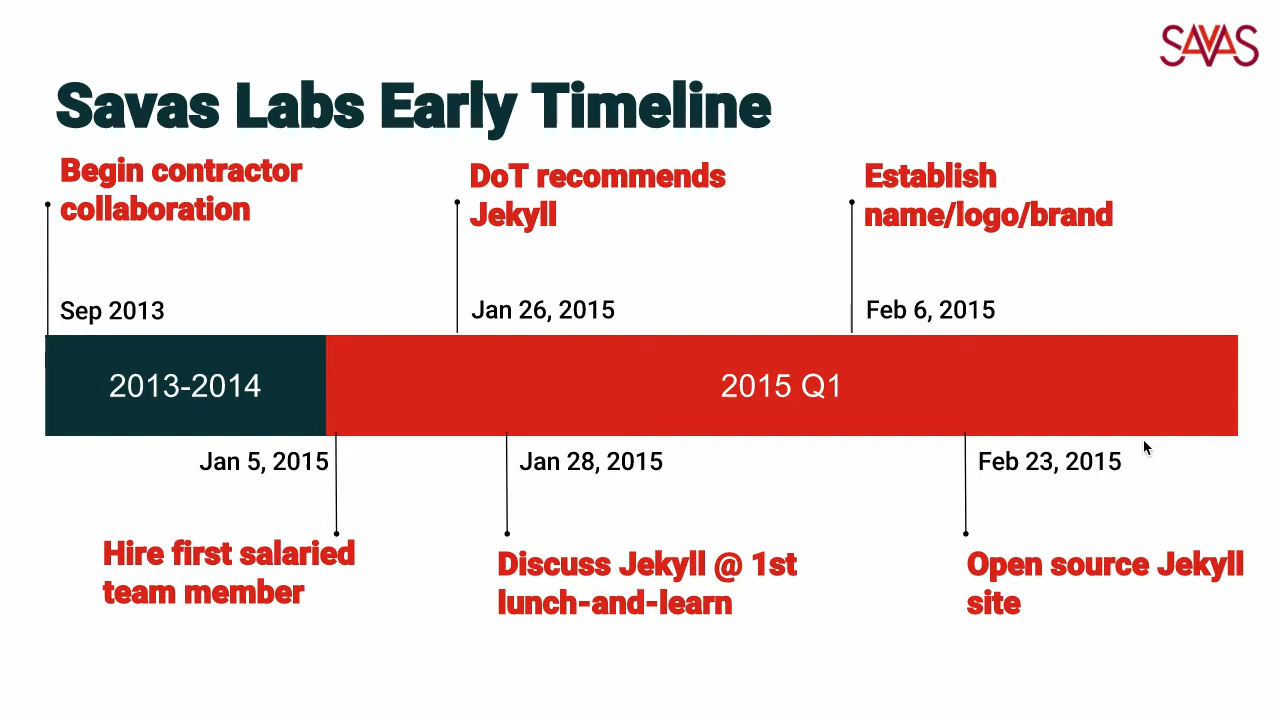 SAVAS
Savas Labs Early Timeline
Begin contractor
collaboration
DoT recommends
Jekyll
Establish
name/logo/brand
Sep 2013
Jan 26, 2015
Feb 6, 2015
2013-2014
2015 Q1
Jan 5, 2015
Jan 28, 2015
Feb 23, 2015
Hire first salaried
team member
Discuss Jekyll @ 1st
lunch-and-learn
Open source Jekyll
site